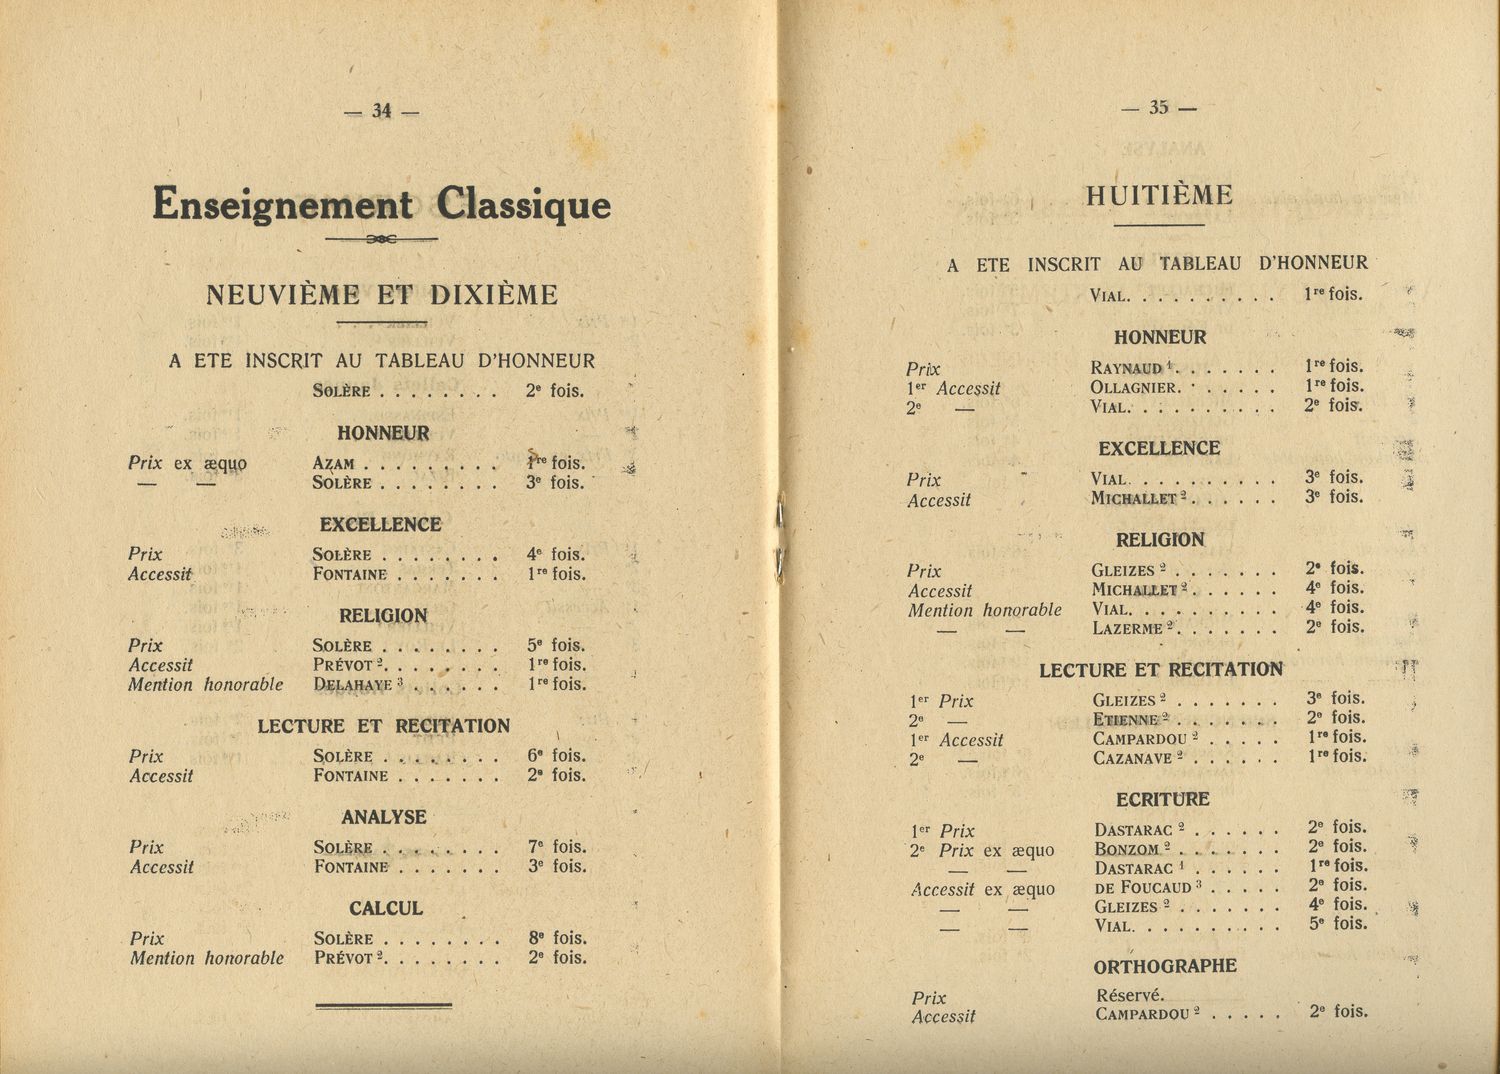 — 34 —
Enseignement Classique
NEUVIÈME ET DIXIÈME
A ETE INSCRIT AU TABLEAU D'HONNEUR
SOLÈRE . . . . . . . . 2e fois.
HONNEUR
Prix ex æquo AZAM . . . . . . . . . 1re fois.
— — SOLÈRE . . . . . . . . 3e fois.
EXCELLENCE
Prix SOLÈRE . . . . . . . . 4e fois.
Accessit FONTAINE . . . . . . . 1re fois.
RELIGION
Prix SOLÈRE . . . . . . . . 5e fois.
Accessit PRÉVOT 2. . . . . . . . 1re fois.
Mention honorable DELAHAYE 3 . . . . . . 1re fois.
LECTURE ET RECITATION
Prix SOLÈRE . . . . . . . . 6e fois.
Accessit FONTAINE . . . . . . . 2e fois.
ANALYSE
Prix SOLÈRE . . . . . . . . 7e fois.
Accessit FONTAINE . . . . . . . 3e fois.
CALCUL
Prix SOLÈRE . . . . . . . . 8e fois.
Mention honorable PRÉVOT 2. . . . . . . . 2e fois.
— 35 —
HUITIÈME
A ETE INSCRIT AU TABLEAU D'HONNEUR
VIAL. . . . . . . . . . 1re fois.
HONNEUR
Prix RAYNAUD 1. . . . . . . 1re fois.
1er Accessit OLLAGNIER. . . . . . . 1re fois.
2e — VIAL. . . . . . . . . . 2e fois.
EXCELLENCE
Prix VIAL. . . . . . . . . . 3e fois.
Accessit MICHALLET 2. . . . . . 3e fois.
RELIGION
Prix GLEIZES 2 . . . . . . . 2e fois.
Accessit MICHALLET 2. . . . . . 4e fois.
Mention honorable VIAL. . . . . . . . . . 4e fois.
— — LAZERME 2. . . . . . . 2e fois.
LECTURE ET RECITATION
1er Prix GLEIZES 2 . . . . . . . 3e fois.
2e — ETIENNE 2. . . . . . . 2e fois.
1er Accessit CAMPARDOU 2 . . . . . 1re fois.
2e — CAZANAVE 2 . . . . . . 1re fois.
ECRITURE
1er Prix DASTARAC 2 . . . . . . 2e fois.
2e Prix ex æquo BONZOM 2 . . . . . . . 2e fois.
— — DASTARAC 1 . . . . . . 1re fois.
Accessit ex æquo DE FOUCAUD 3 . . . . . 2e fois.
— — GLEIZES 2 . . . . . . . 4e fois.
— — VIAL. . . . . . . . . . 5e fois.
ORTHOGRAPHE
Prix Réservé.
Accessit CAMPARDOU 2 . . . . . 2e fois.